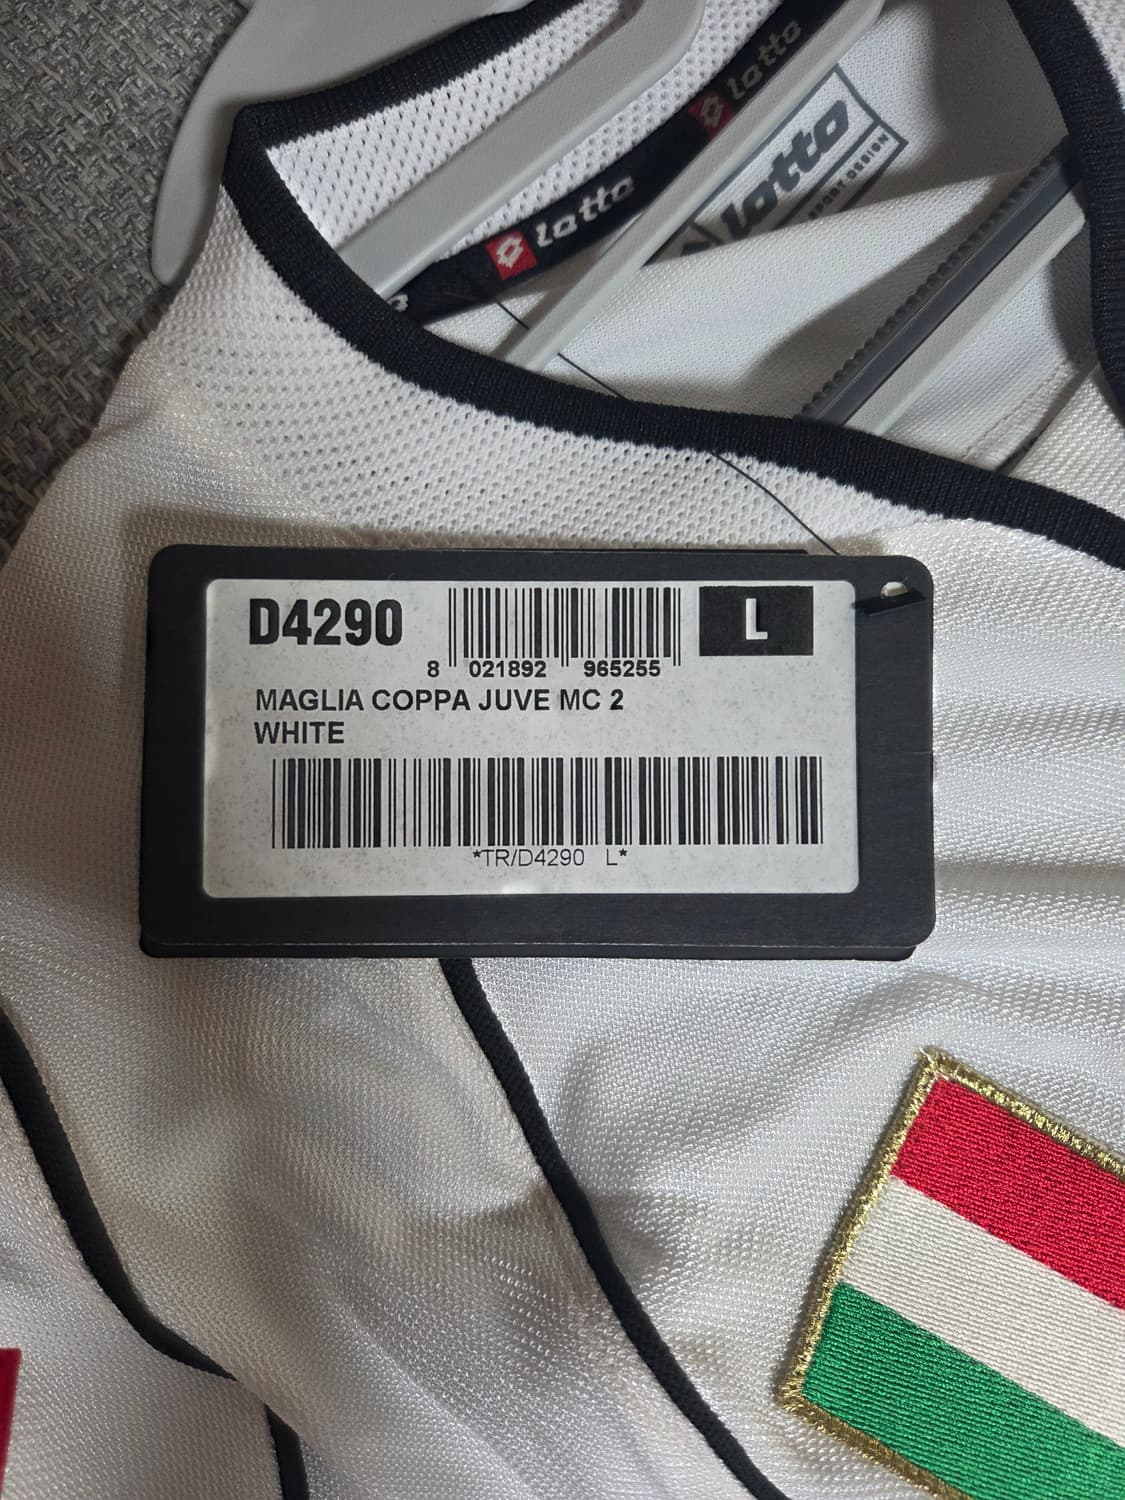 lotto
lotto
lotto
SPORT DESIGN
D4290
L
8 021892 965255
MAGLIA COPPA JUVE MC 2
WHITE
*TR/D4290 L*